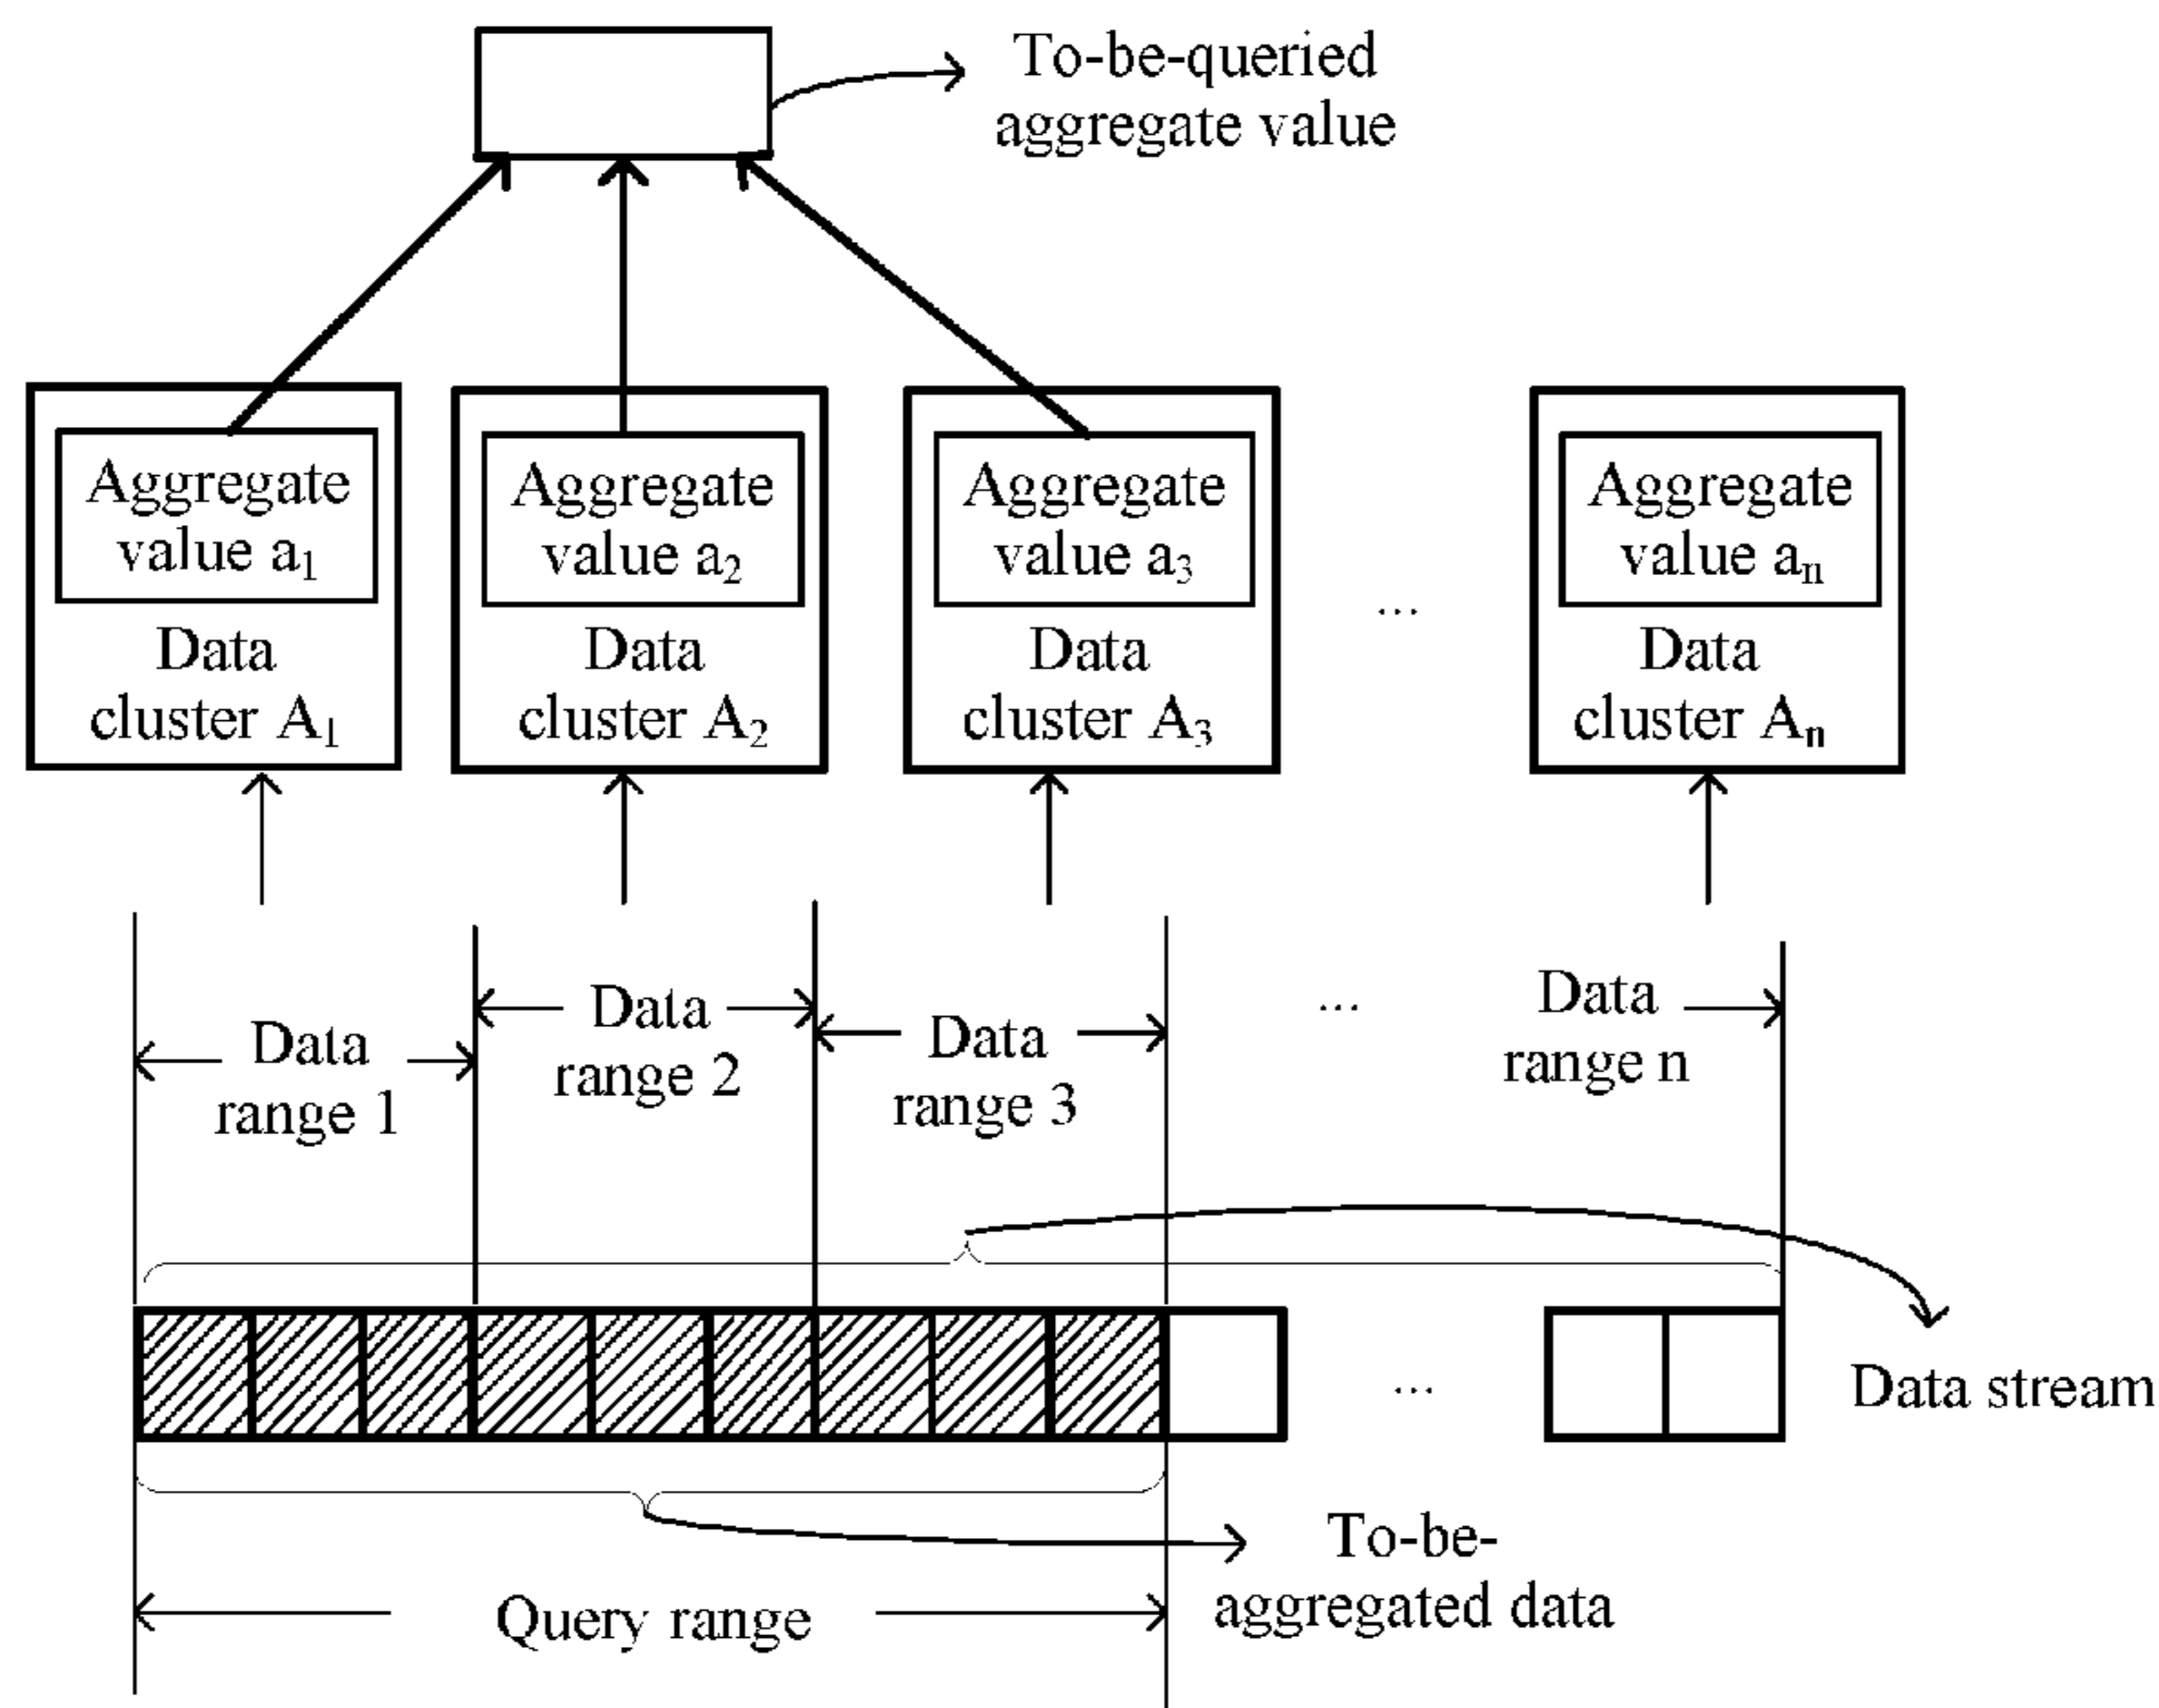 To-be-queried
aggregate value
Aggregate
value a₁
Data
cluster A₁
Aggregate
value a₂
Data
cluster A₂
Aggregate
value a₃
Data
cluster A₃
...
Aggregate
value aₙ
Data
cluster Aₙ
Data
range 1
Data
range 2
Data
range 3
...
Data
range n
...
Data stream
To-be-
aggregated data
Query range